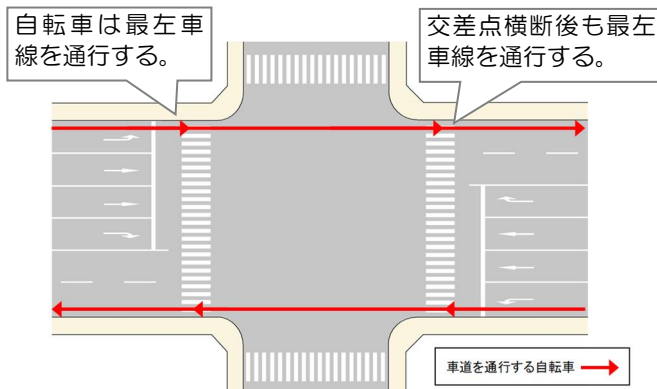 自転車は最左車
線を通行する。
交差点横断後も最左
車線を通行する。
車道を通行する自転車